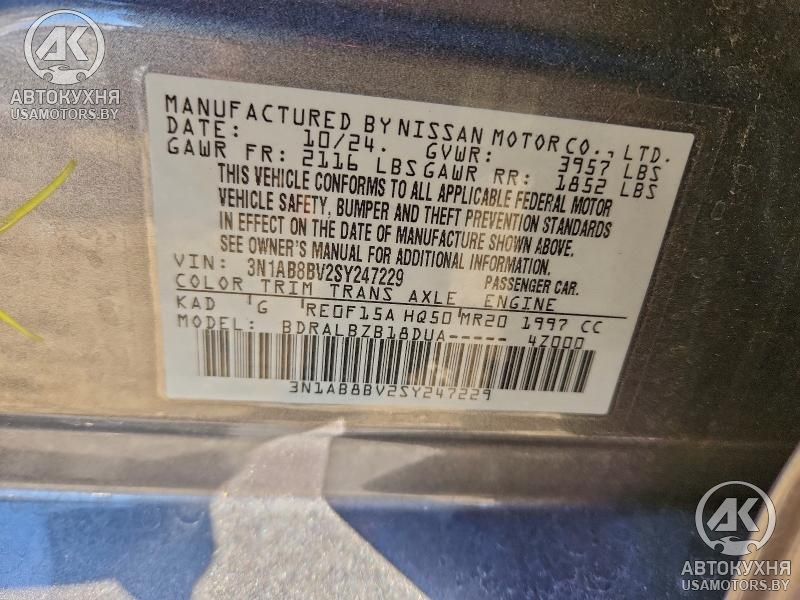 AK
АВТОКУХНЯ
USAMOTORS.BY
MANUFACTURED BY NISSAN MOTOR CO., LTD.
DATE: 10/24. GVWR: 3957 LBS
GAWR FR: 2116 LBS GAWR RR: 1852 LBS
THIS VEHICLE CONFORMS TO ALL APPLICABLE FEDERAL MOTOR
VEHICLE SAFETY, BUMPER AND THEFT PREVENTION STANDARDS
IN EFFECT ON THE DATE OF MANUFACTURE SHOWN ABOVE.
SEE OWNER'S MANUAL FOR ADDITIONAL INFORMATION.
VIN: 3N1AB8BV2SY247229 PASSENGER CAR.
COLOR TRIM TRANS AXLE ENGINE
KAD G RE0F15A HQ50 MR20 1997 CC
BDRALBZB18DUA----- 4Z000
3N1AB8BV2SY247229
AK
АВТОКУХНЯ
USAMOTORS.BY